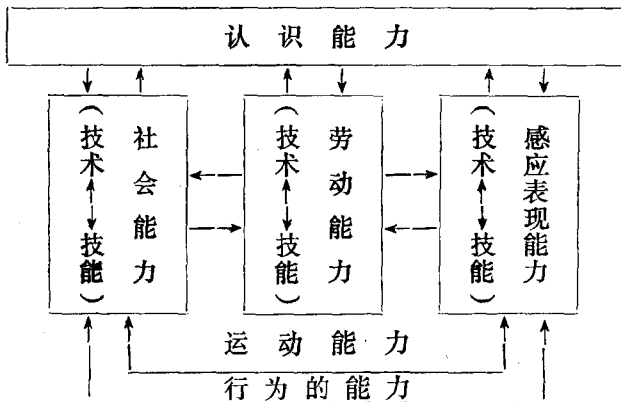 认识能力
社会能力
（技术⟷技能）
劳动能力
（技术⟷技能）
感应表现能力
（技术⟷技能）
运动能力
行为的能力